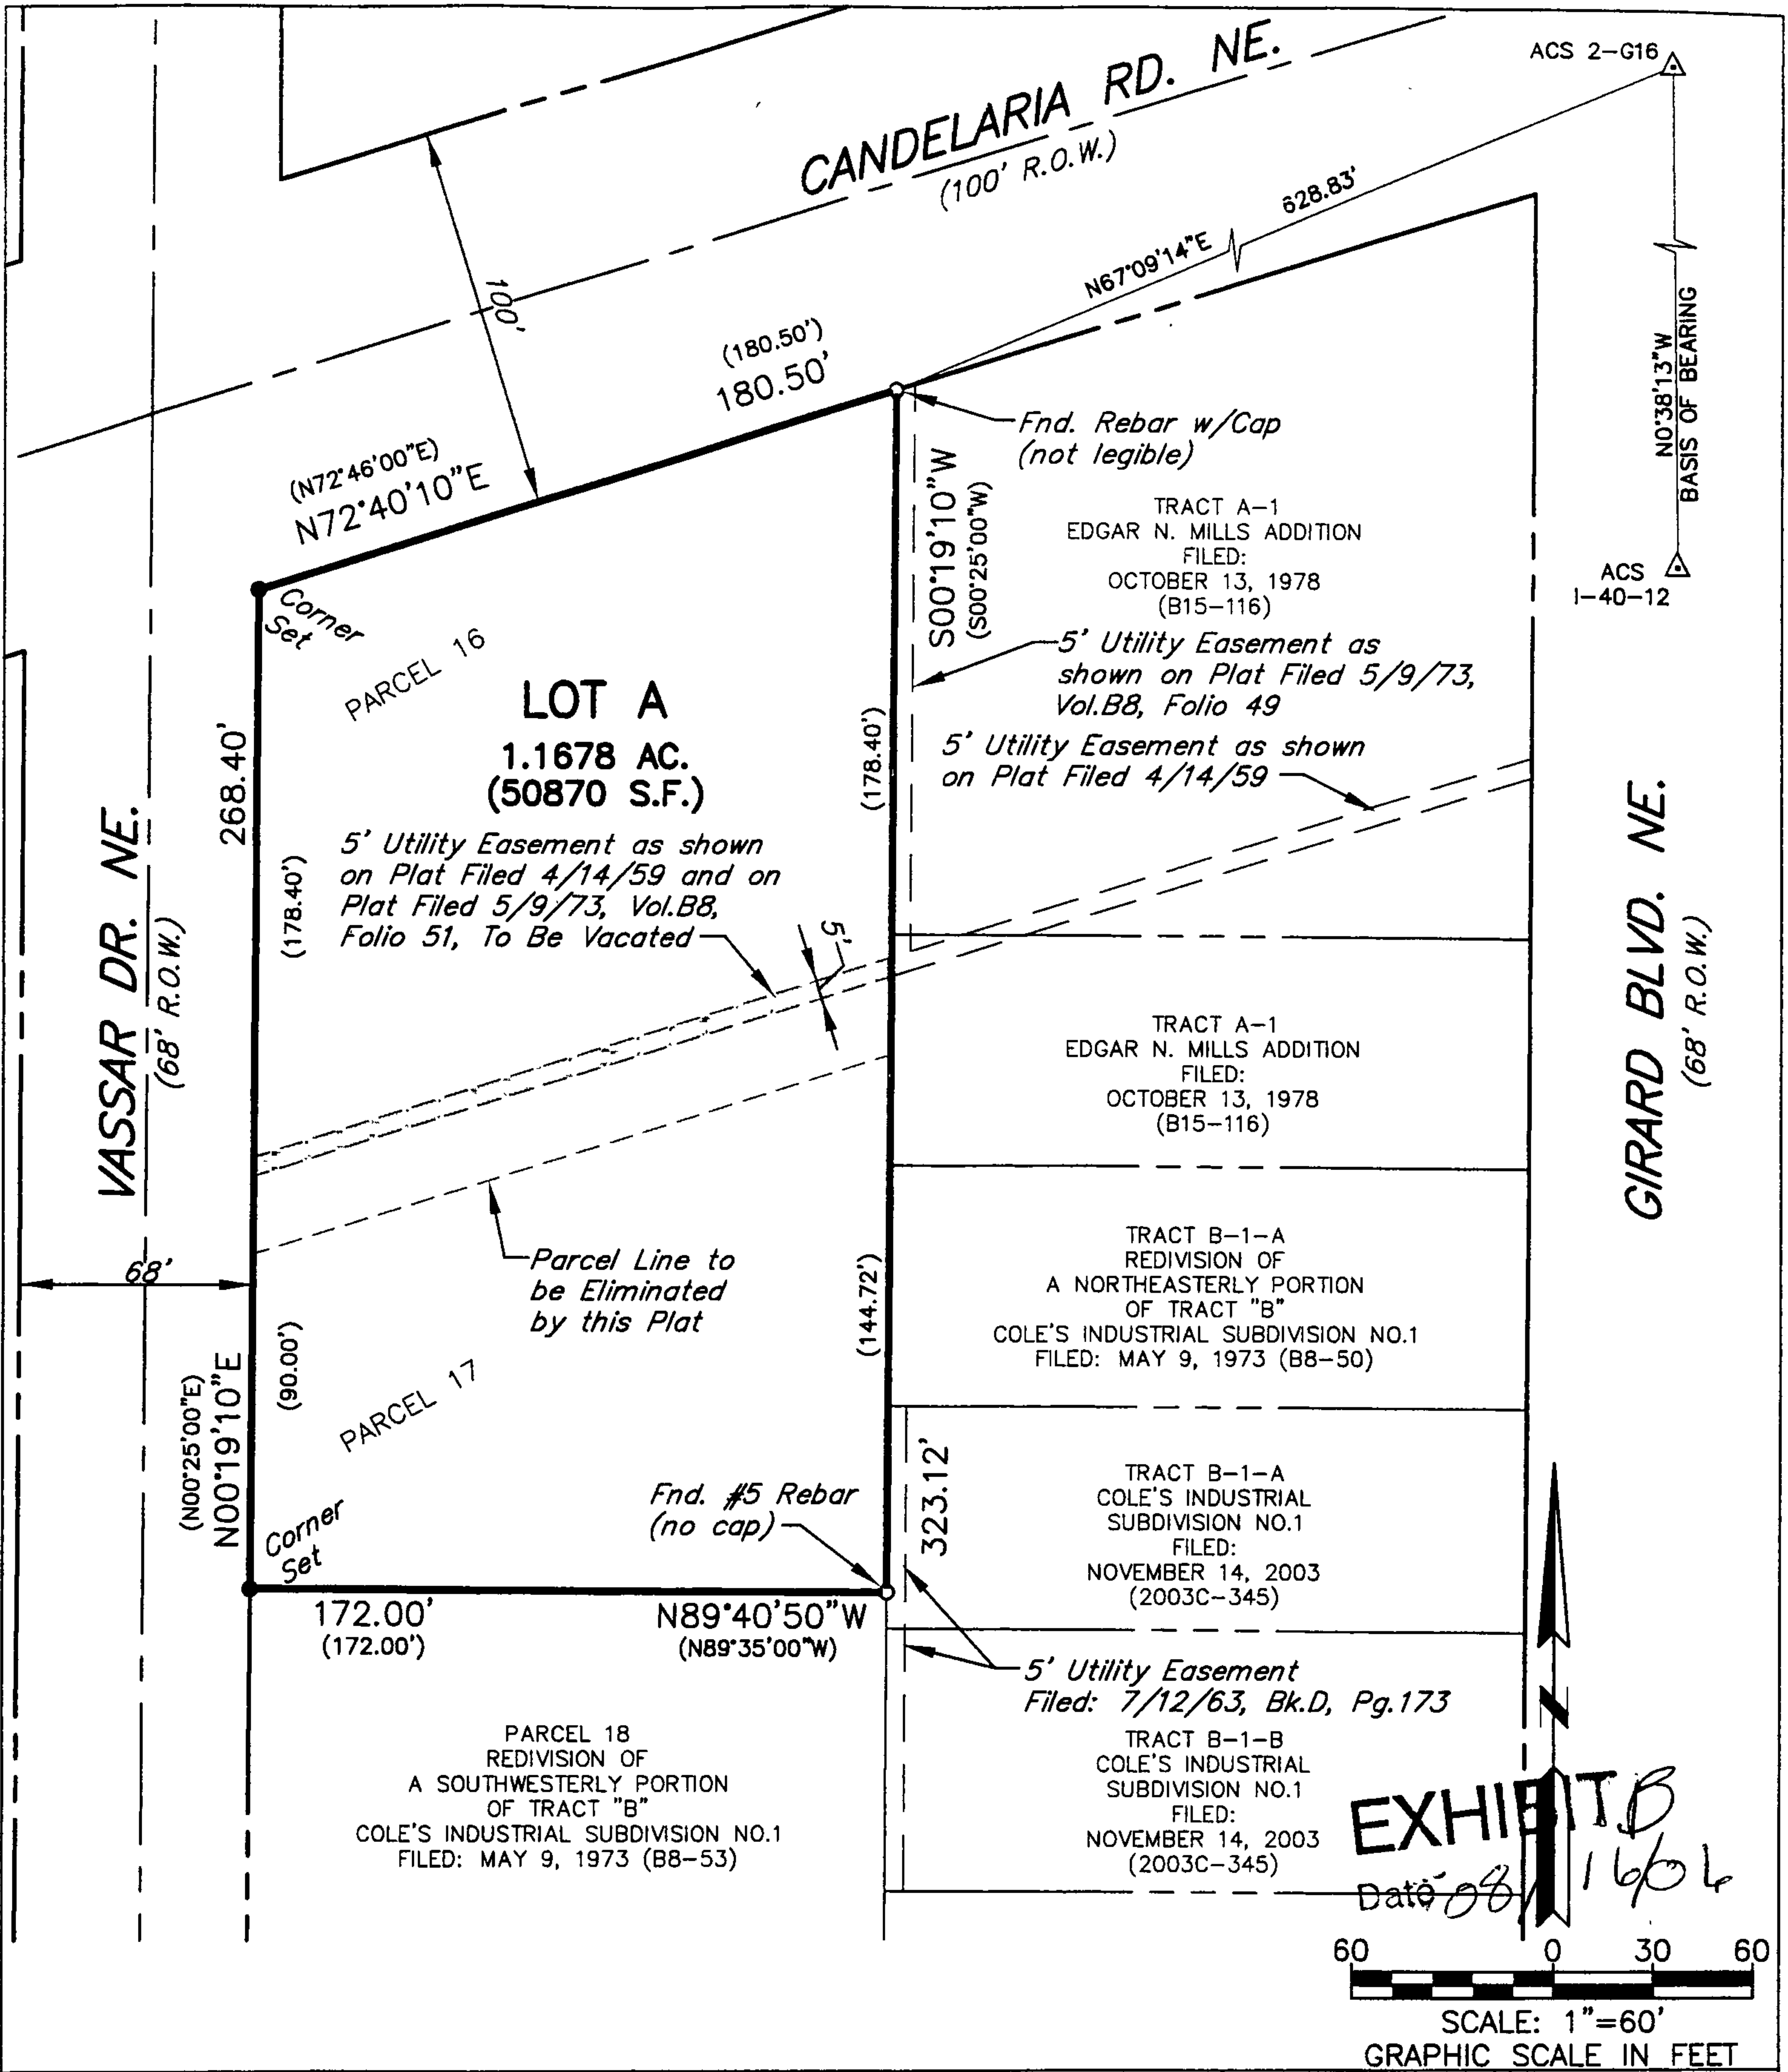 CANDELARIA RD. NE.
(100' R.O.W.)
ACS 2-G16
628.83'
N67°09'14"E
100'
N0°38'13"W
BASIS OF BEARING
ACS
I-40-12
(180.50')
180.50'
(N72°46'00"E)
N72°40'10"E
Fnd. Rebar w/Cap
(not legible)
S00°19'10"W
(S00°25'00"W)
TRACT A-1
EDGAR N. MILLS ADDITION
FILED:
OCTOBER 13, 1978
(B15-116)
Corner
Set
PARCEL 16
LOT A
1.1678 AC.
(50870 S.F.)
5' Utility Easement as
shown on Plat Filed 5/9/73,
Vol.B8, Folio 49
5' Utility Easement as shown
on Plat Filed 4/14/59
268.40'
(178.40')
(178.40')
5' Utility Easement as shown
on Plat Filed 4/14/59 and on
Plat Filed 5/9/73, Vol.B8,
Folio 51, To Be Vacated
5'
VASSAR DR. NE.
(68' R.O.W.)
GIRARD BLVD. NE.
(68' R.O.W.)
TRACT A-1
EDGAR N. MILLS ADDITION
FILED:
OCTOBER 13, 1978
(B15-116)
68'
Parcel Line to
be Eliminated
by this Plat
(144.72')
TRACT B-1-A
REDIVISION OF
A NORTHEASTERLY PORTION
OF TRACT "B"
COLE'S INDUSTRIAL SUBDIVISION NO.1
FILED: MAY 9, 1973 (B8-50)
(90.00')
(N00°25'00"E)
N00°19'10"E
PARCEL 17
Corner
Set
Fnd. #5 Rebar
(no cap)
323.12'
TRACT B-1-A
COLE'S INDUSTRIAL
SUBDIVISION NO.1
FILED:
NOVEMBER 14, 2003
(2003C-345)
172.00'
(172.00')
N89°40'50"W
(N89°35'00"W)
5' Utility Easement
Filed: 7/12/63, Bk.D, Pg.173
PARCEL 18
REDIVISION OF
A SOUTHWESTERLY PORTION
OF TRACT "B"
COLE'S INDUSTRIAL SUBDIVISION NO.1
FILED: MAY 9, 1973 (B8-53)
TRACT B-1-B
COLE'S INDUSTRIAL
SUBDIVISION NO.1
FILED:
NOVEMBER 14, 2003
(2003C-345)
N
EXHIBIT B
Date 08/16/06
60 0 30 60
SCALE: 1"=60'
GRAPHIC SCALE IN FEET